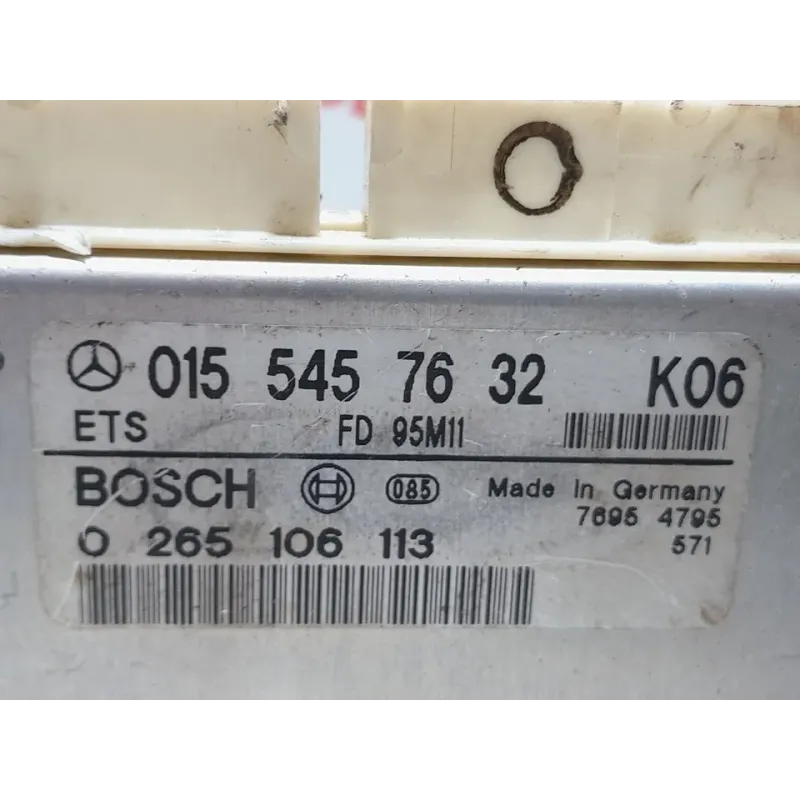 015 545 76 32 K06
ETS FD 95M11
BOSCH 085 Made in Germany
0 265 106 113 7695 4795
571